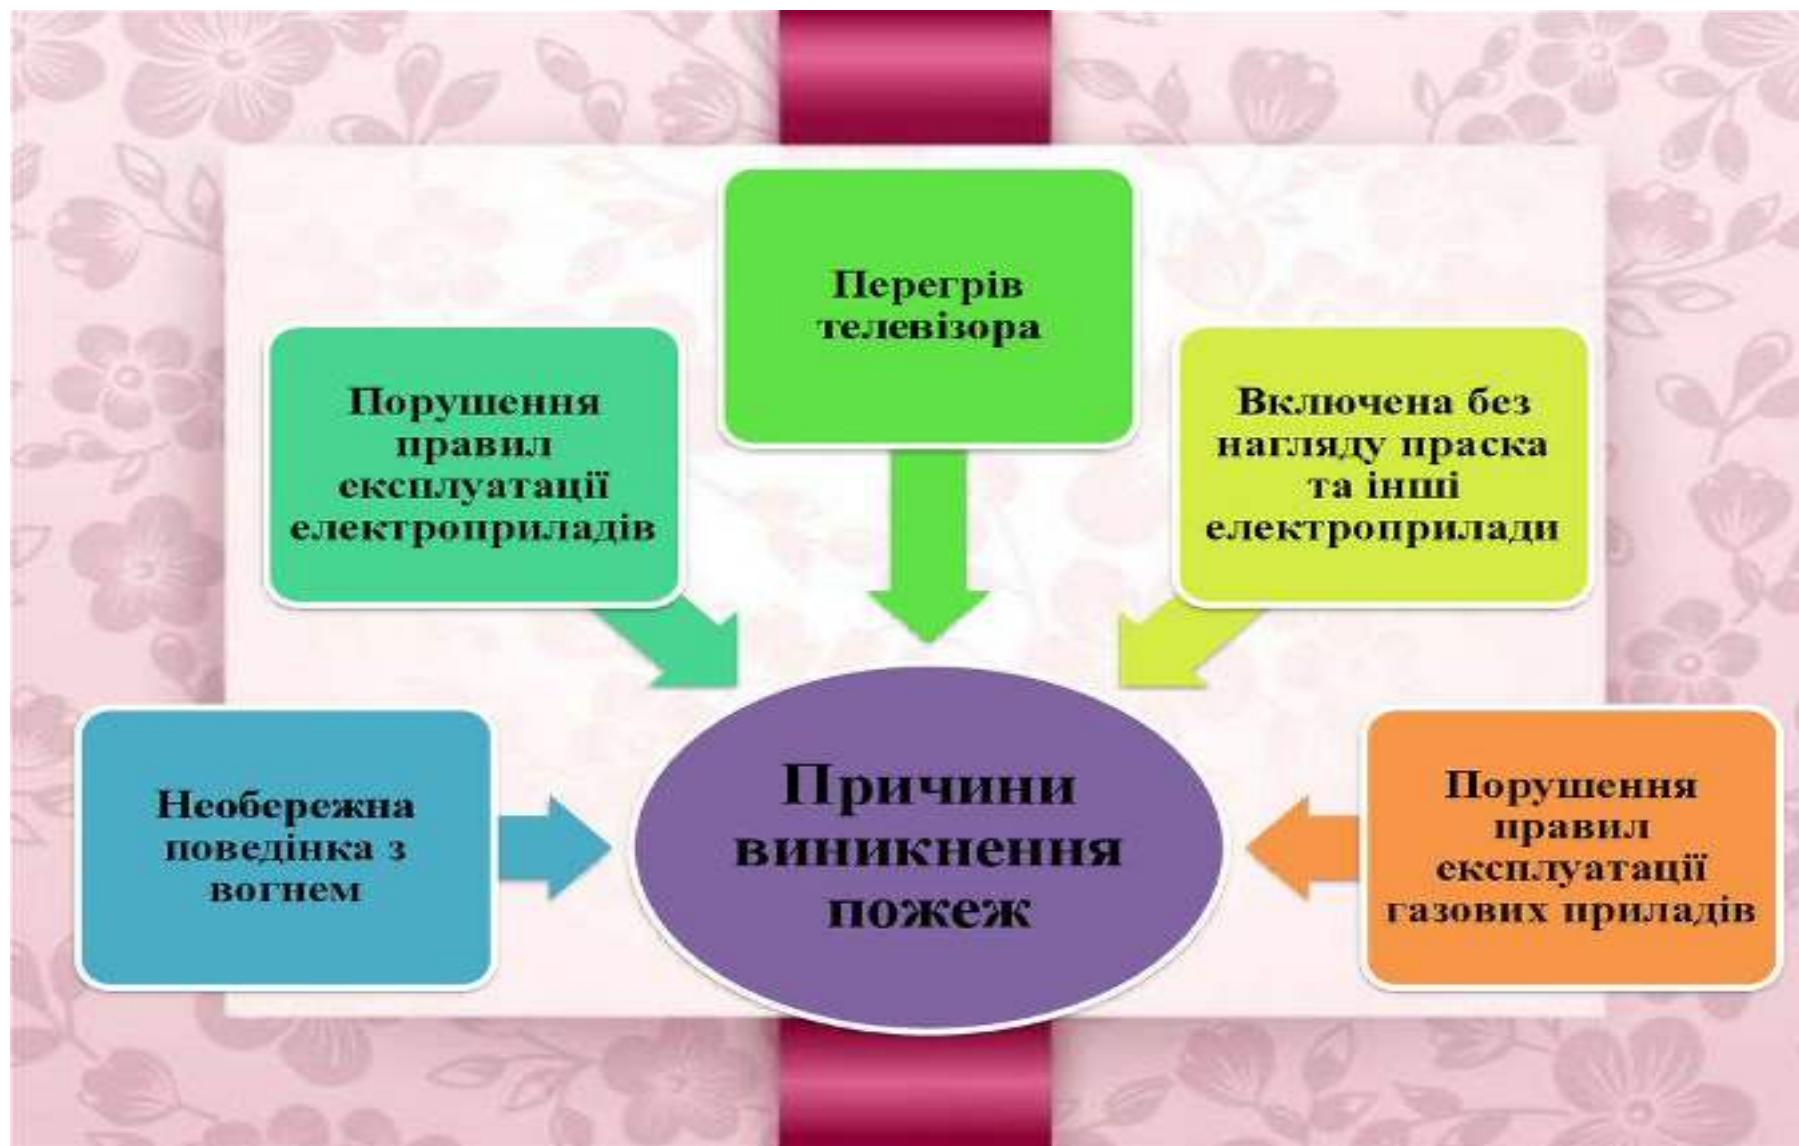 Перегрів
телевізора
Порушення
правил
експлуатації
електроприладів
Включена без
нагляду праска
та інші
електроприлади
Необережна
поведінка з
вогнем
Причини
виникнення
пожеж
Порушення
правил
експлуатації
газових приладів